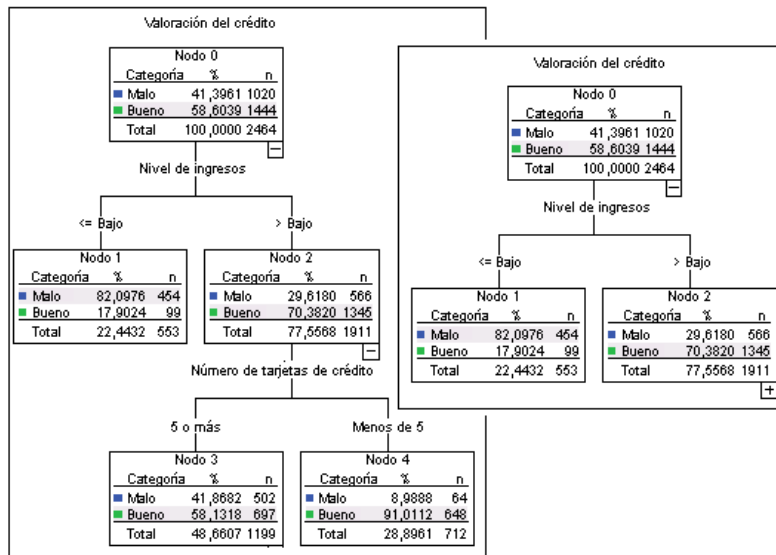 Valoración del crédito
Nodo 0
Categoría % n
Malo 41,3961 1020
Bueno 58,6039 1444
Total 100,0000 2464
Nivel de ingresos
<= Bajo
> Bajo
Nodo 1
Categoría % n
Malo 82,0976 454
Bueno 17,9024 99
Total 22,4432 553
Nodo 2
Categoría % n
Malo 29,6180 566
Bueno 70,3820 1345
Total 77,5568 1911
Número de tarjetas de crédito
5 o más
Menos de 5
Nodo 3
Categoría % n
Malo 41,8682 502
Bueno 58,1318 697
Total 48,6607 1199
Nodo 4
Categoría % n
Malo 8,9888 64
Bueno 91,0112 648
Total 28,8961 712
Valoración del crédito
Nodo 0
Categoría % n
Malo 41,3961 1020
Bueno 58,6039 1444
Total 100,0000 2464
Nivel de ingresos
<= Bajo
> Bajo
Nodo 1
Categoría % n
Malo 82,0976 454
Bueno 17,9024 99
Total 22,4432 553
Nodo 2
Categoría % n
Malo 29,6180 566
Bueno 70,3820 1345
Total 77,5568 1911